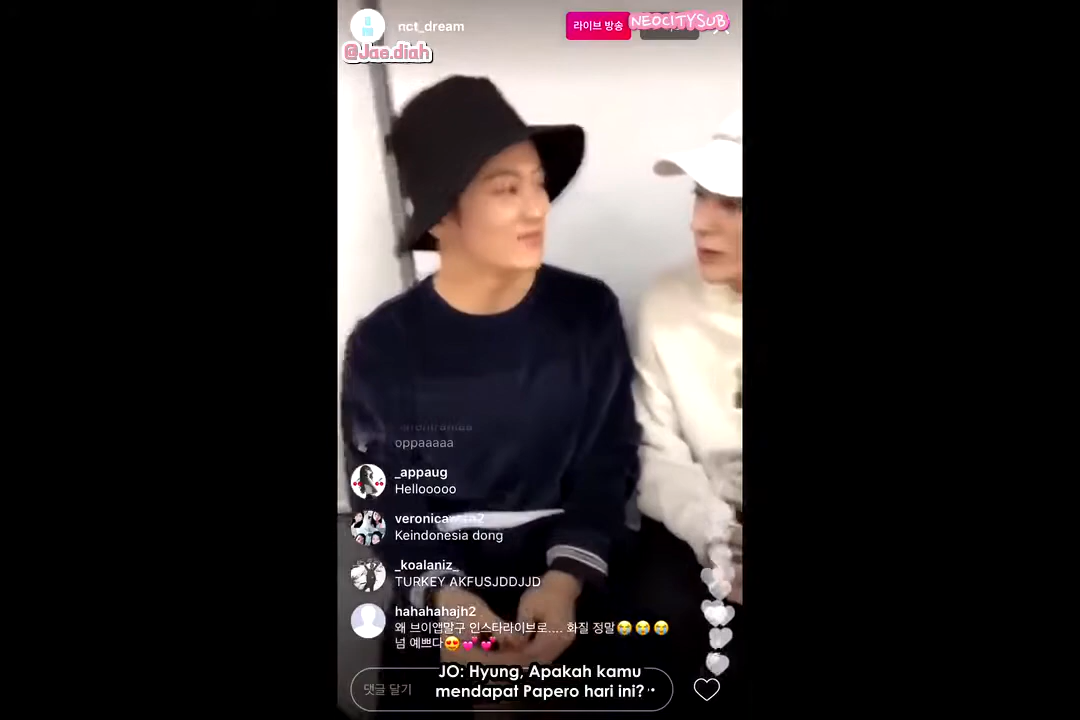 nct_dream
라이브 방송
NEOCITYSUB
@Jae.diah
oppaaaaa
_appaug
Hellooooo
Keindonesia dong
_koalaniz_
TURKEY AKFUSJDDJJD
hahahahajh2
왜 브이앱말구 인스타라이브로.... 화질 정말😭😭😭
넘 예쁘다😍💕💕
JO: Hyung, Apakah kamu
댓글 달기
mendapat Papero hari ini?